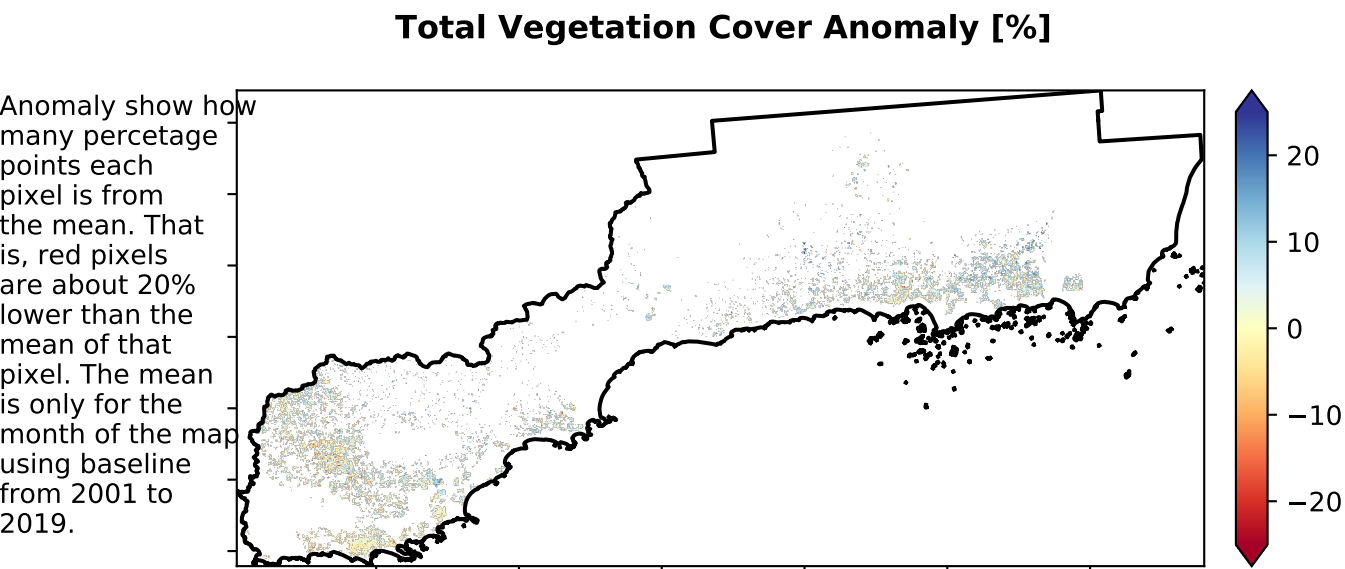 Total Vegetation Cover Anomaly [%]
Anomaly show how
many percetage
points each
pixel is from
the mean. That
is, red pixels
are about 20%
lower than the
mean of that
pixel. The mean
is only for the
month of the map
using baseline
from 2001 to
2019.
20
10
0
−10
−20